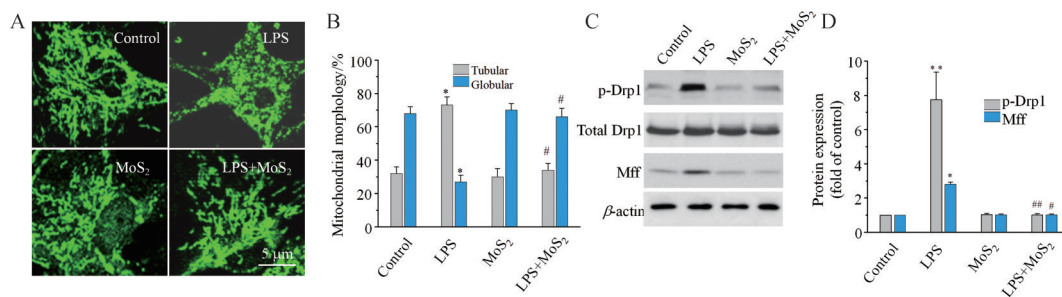 A
Control
LPS
MoS₂
LPS+MoS₂
5 μm
B
Mitochondrial morphology/%
100
80
60
40
20
0
Tubular
Globular
*
*
#
#
Control
LPS
MoS₂
LPS+MoS₂
C
Control
LPS
MoS₂
LPS+MoS₂
p-Drp1
Total Drp1
Mff
β-actin
D
Protein expression
(fold of control)
10
8
6
4
2
0
p-Drp1
Mff
**
*
##
#
Control
LPS
MoS₂
LPS+MoS₂